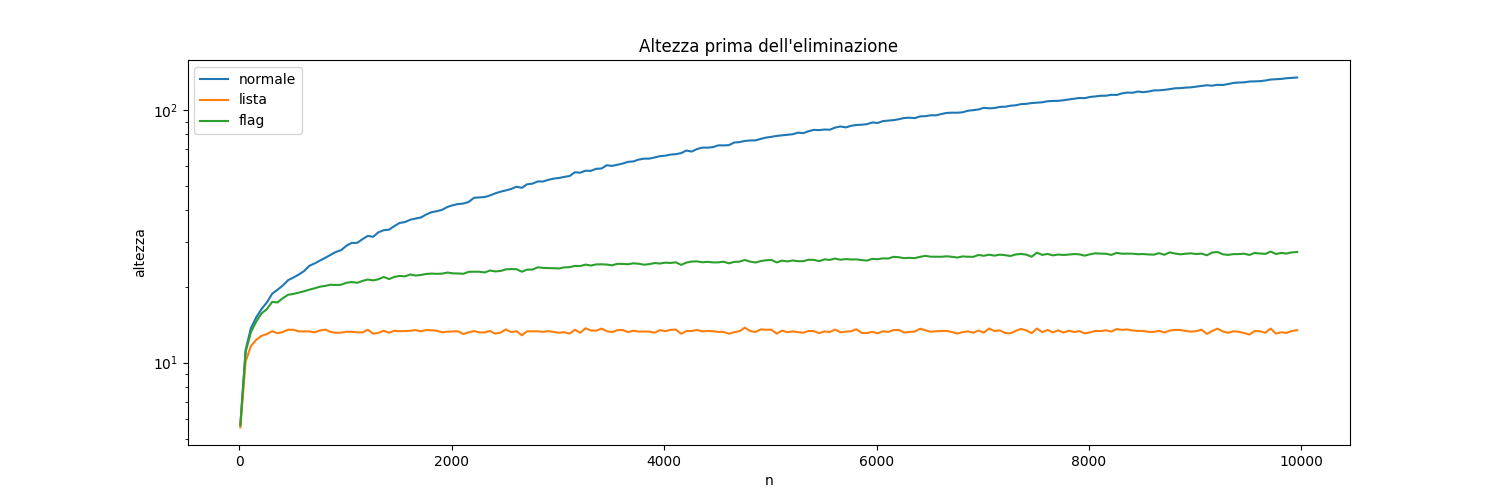 Altezza prima dell'eliminazione
normale
lista
flag
altezza
10²
10¹
0 2000 4000 6000 8000 10000
n